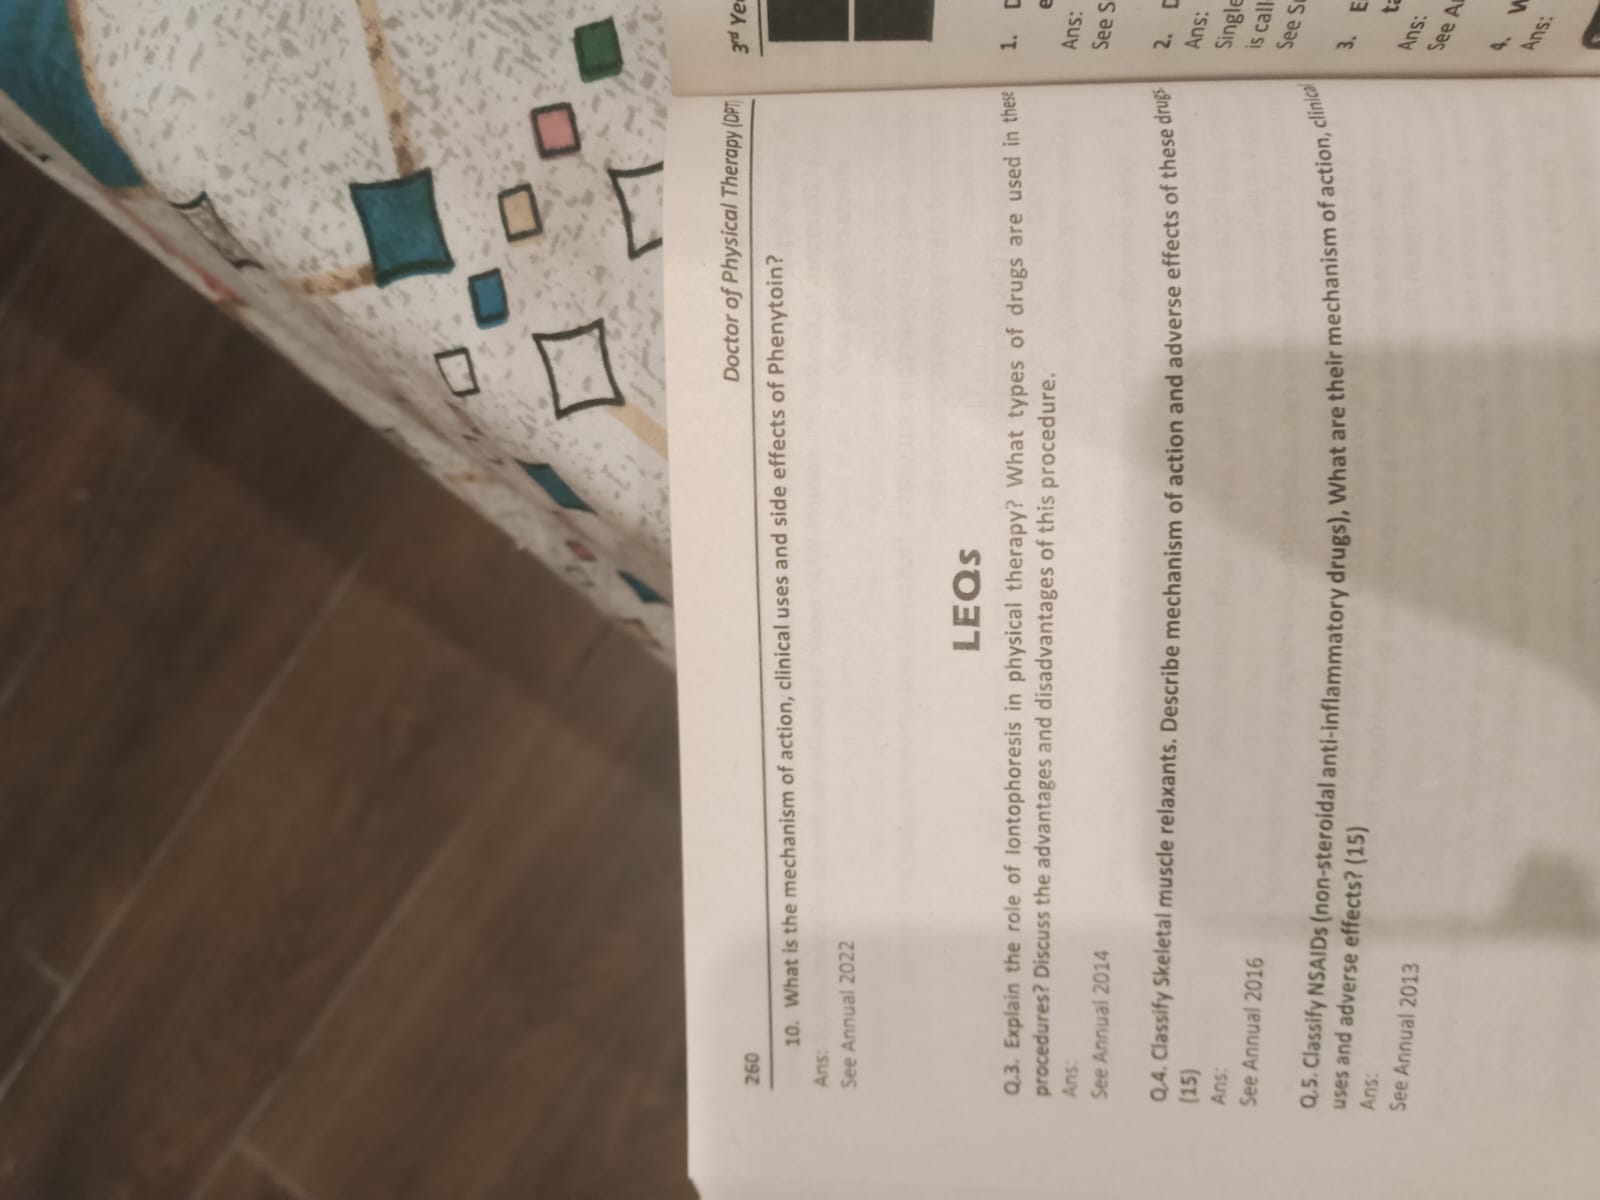 260
Doctor of Physical Therapy (DPT)
10. What is the mechanism of action, clinical uses and side effects of Phenytoin?
Ans:
See Annual 2022
LEQs
Q.3. Explain the role of Iontophoresis in physical therapy? What types of drugs are used in these
procedures? Discuss the advantages and disadvantages of this procedure.
Ans:
See Annual 2014
Q.4. Classify Skeletal muscle relaxants. Describe mechanism of action and adverse effects of these drugs
(15)
Ans:
See Annual 2016
Q.5. Classify NSAIDs (non-steroidal anti-inflammatory drugs), What are their mechanism of action, clinical
uses and adverse effects? (15)
Ans:
See Annual 2013
3rd
1.
Ans:
See
2.
Ans:
Single
See
3.
Ans:
See
4.
Ans: